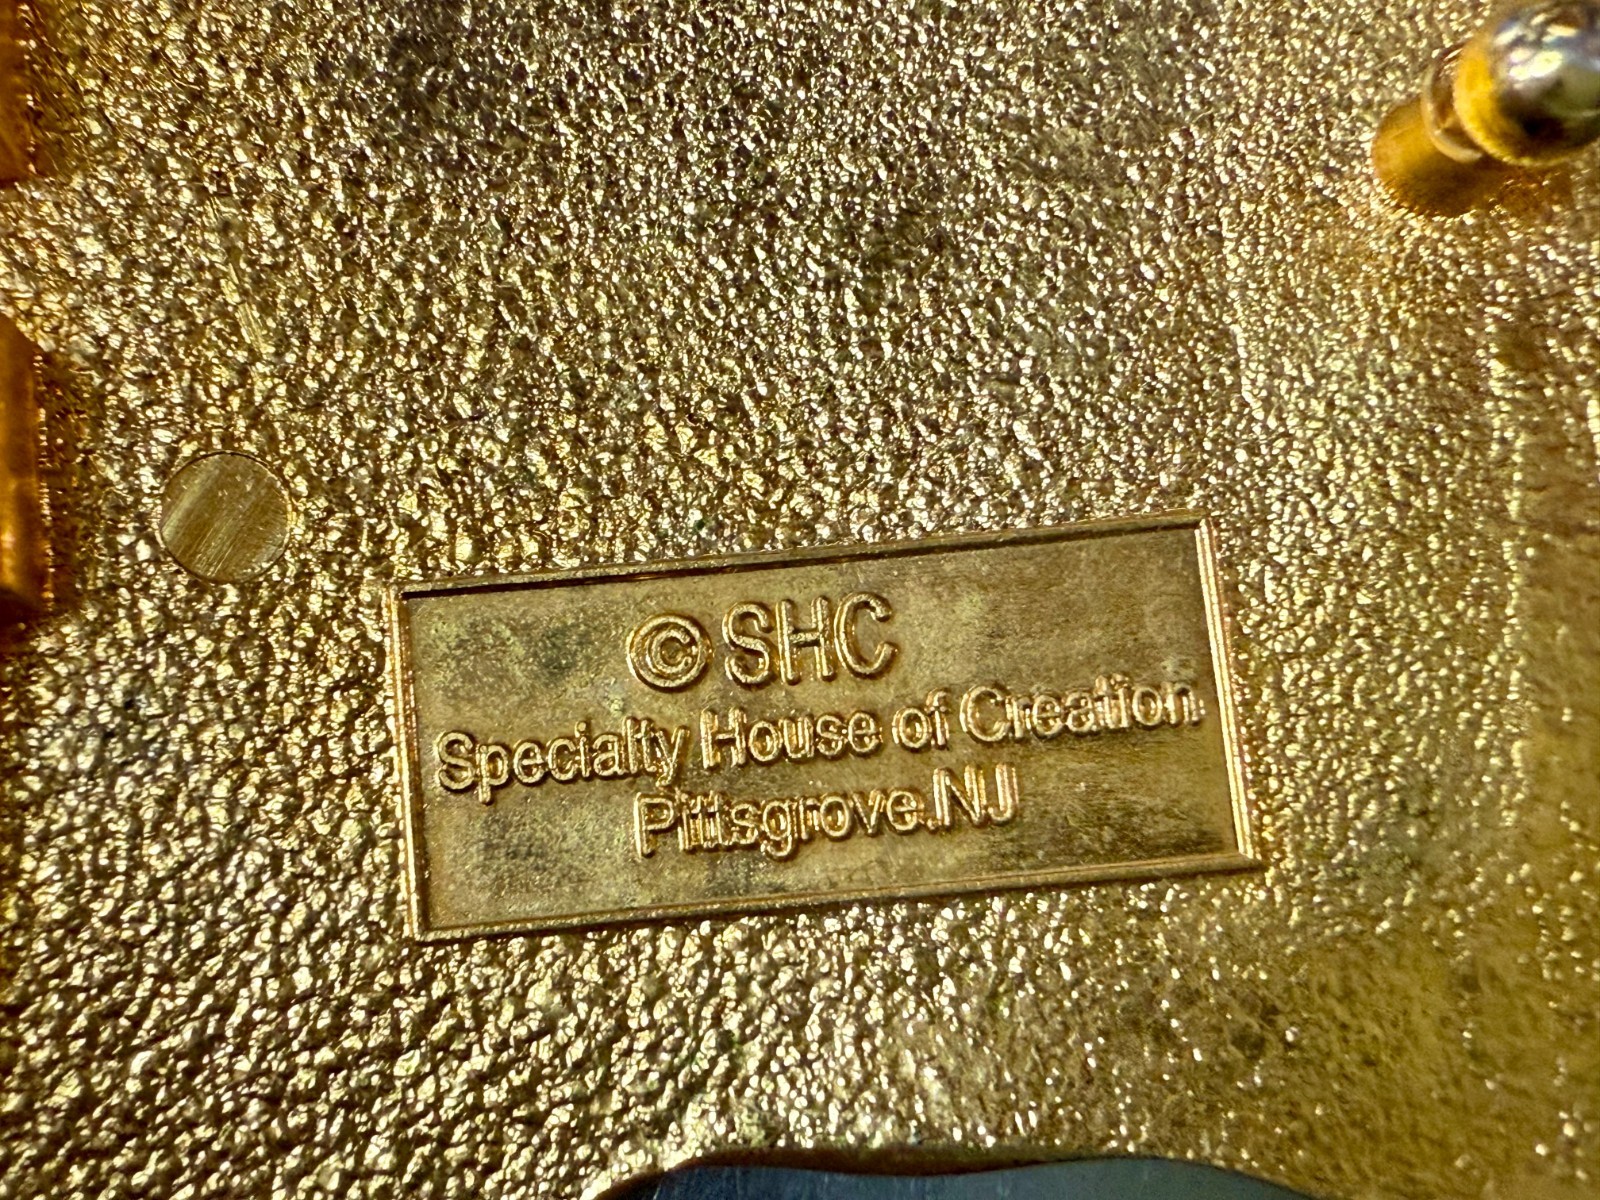 © SHC
Specialty House of Creation
Pittsgrove.NJ